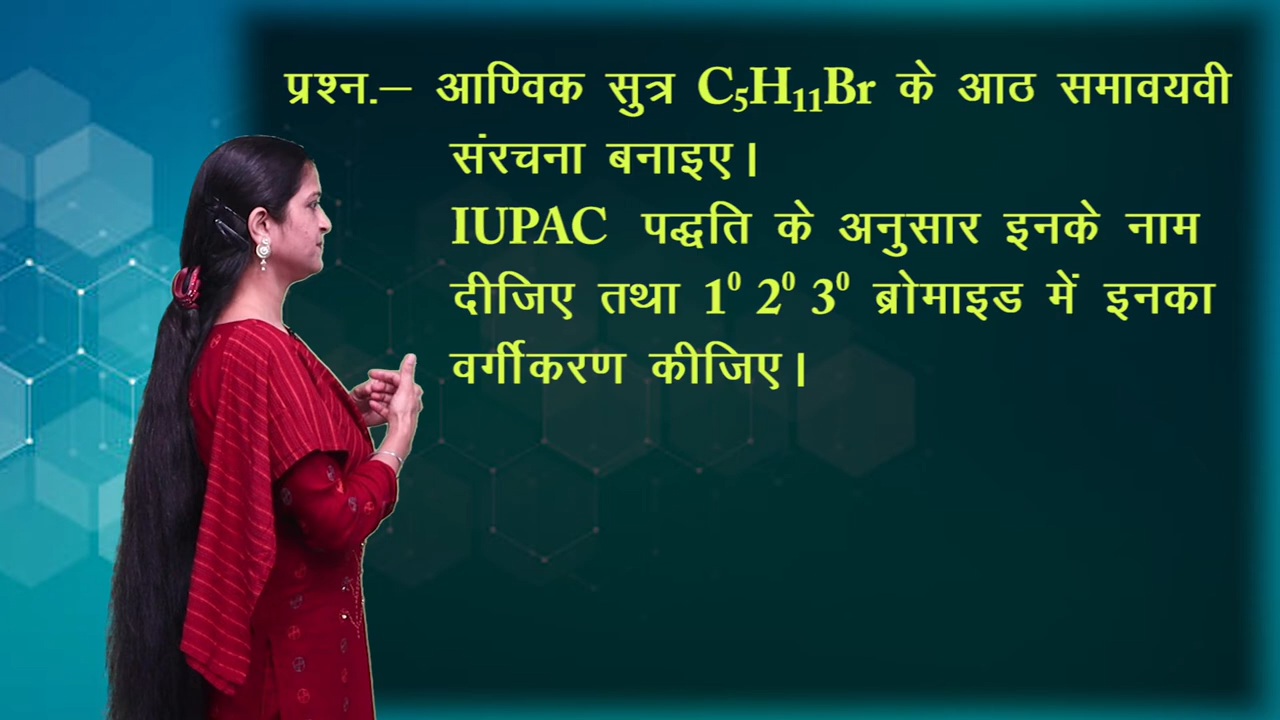 प्रश्न.– आण्विक सुत्र C₅H₁₁Br के आठ समावयवी
संरचना बनाइए।
IUPAC पद्धति के अनुसार इनके नाम
दीजिए तथा 1⁰ 2⁰ 3⁰ ब्रोमाइड में इनका
वर्गीकरण कीजिए।